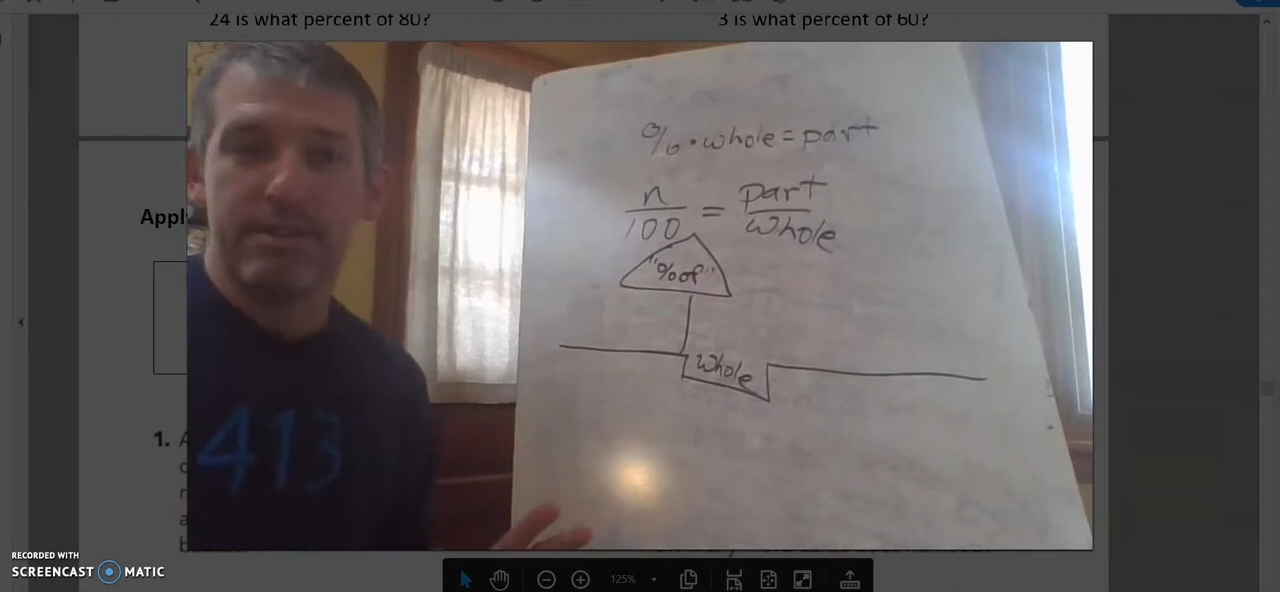 24 is what percent of 80?
3 is what percent of 60?
% • whole = part
n/100 = part/whole
"% of"
whole
Appl
1. A
413
RECORDED WITH
SCREENCAST MATIC
125%